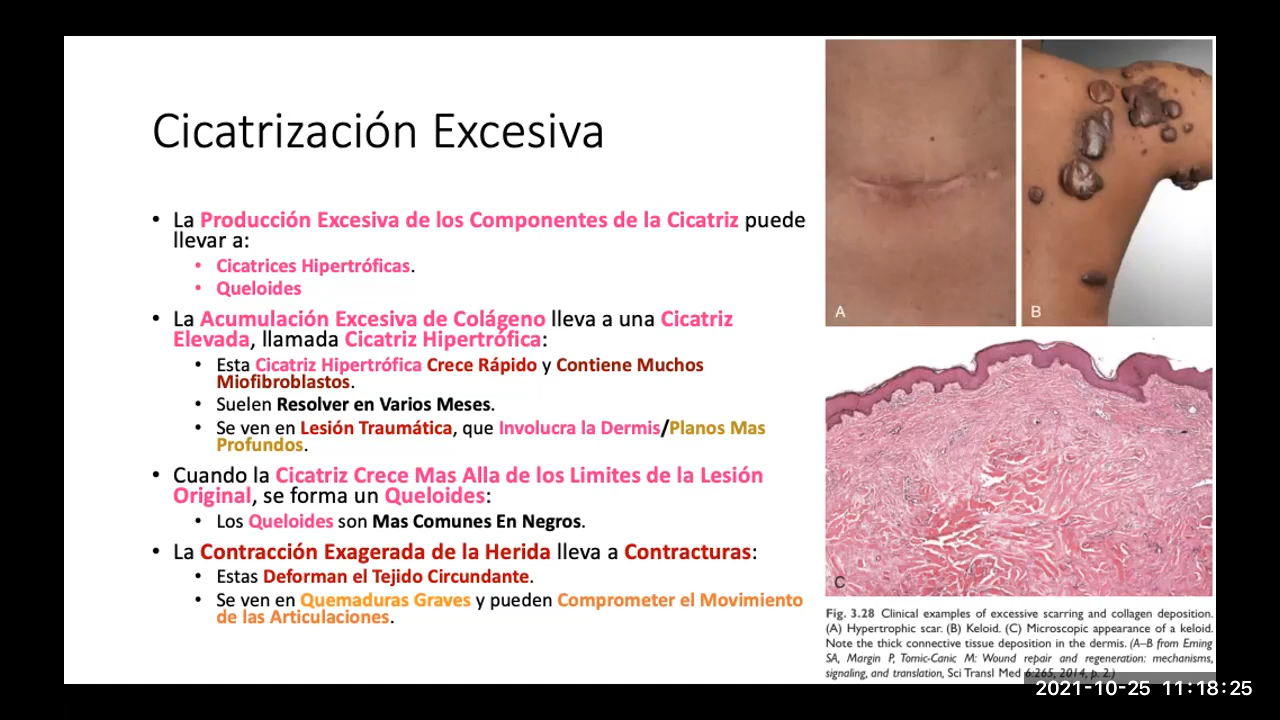 Cicatrización Excesiva
• La Producción Excesiva de los Componentes de la Cicatriz puede
llevar a:
• Cicatrices Hipertróficas.
• Queloides
• La Acumulación Excesiva de Colágeno lleva a una Cicatriz
Elevada, llamada Cicatriz Hipertrófica:
• Esta Cicatriz Hipertrófica Crece Rápido y Contiene Muchos
Miofibroblastos.
• Suelen Resolver en Varios Meses.
• Se ven en Lesión Traumática, que Involucra la Dermis/Planos Mas
Profundos.
• Cuando la Cicatriz Crece Mas Alla de los Limites de la Lesión
Original, se forma un Queloides:
• Los Queloides son Mas Comunes En Negros.
• La Contracción Exagerada de la Herida lleva a Contracturas:
• Estas Deforman el Tejido Circundante.
• Se ven en Quemaduras Graves y pueden Comprometer el Movimiento
de las Articulaciones.
A
B
C
Fig. 3.28 Clinical examples of excessive scarring and collagen deposition.
(A) Hypertrophic scar. (B) Keloid. (C) Microscopic appearance of a keloid.
Note the thick connective tissue deposition in the dermis. (A–B from Eming
SA, Margin P, Tomic-Canic M: Wound repair and regeneration: mechanisms,
signaling, and translation, Sci Transl Med 6:265, 2014, p. 2.)
2021-10-25 11:18:25